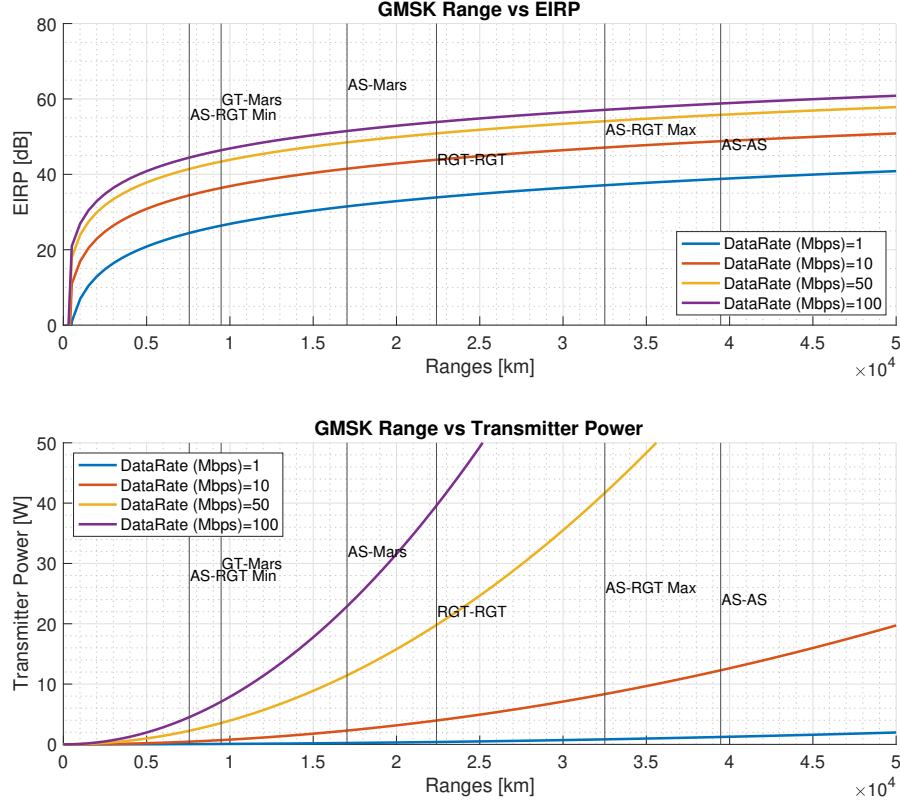 GMSK Range vs EIRP
80
60
40
20
0
EIRP [dB]
GT-Mars
AS-RGT Min
AS-Mars
RGT-RGT
AS-RGT Max
AS-AS
DataRate (Mbps)=1
DataRate (Mbps)=10
DataRate (Mbps)=50
DataRate (Mbps)=100
0 0.5 1 1.5 2 2.5 3 3.5 4 4.5 5
Ranges [km]
×10^4
GMSK Range vs Transmitter Power
50
40
30
20
10
0
Transmitter Power [W]
DataRate (Mbps)=1
DataRate (Mbps)=10
DataRate (Mbps)=50
DataRate (Mbps)=100
GT-Mars
AS-RGT Min
AS-Mars
RGT-RGT
AS-RGT Max
AS-AS
0 0.5 1 1.5 2 2.5 3 3.5 4 4.5 5
Ranges [km]
×10^4